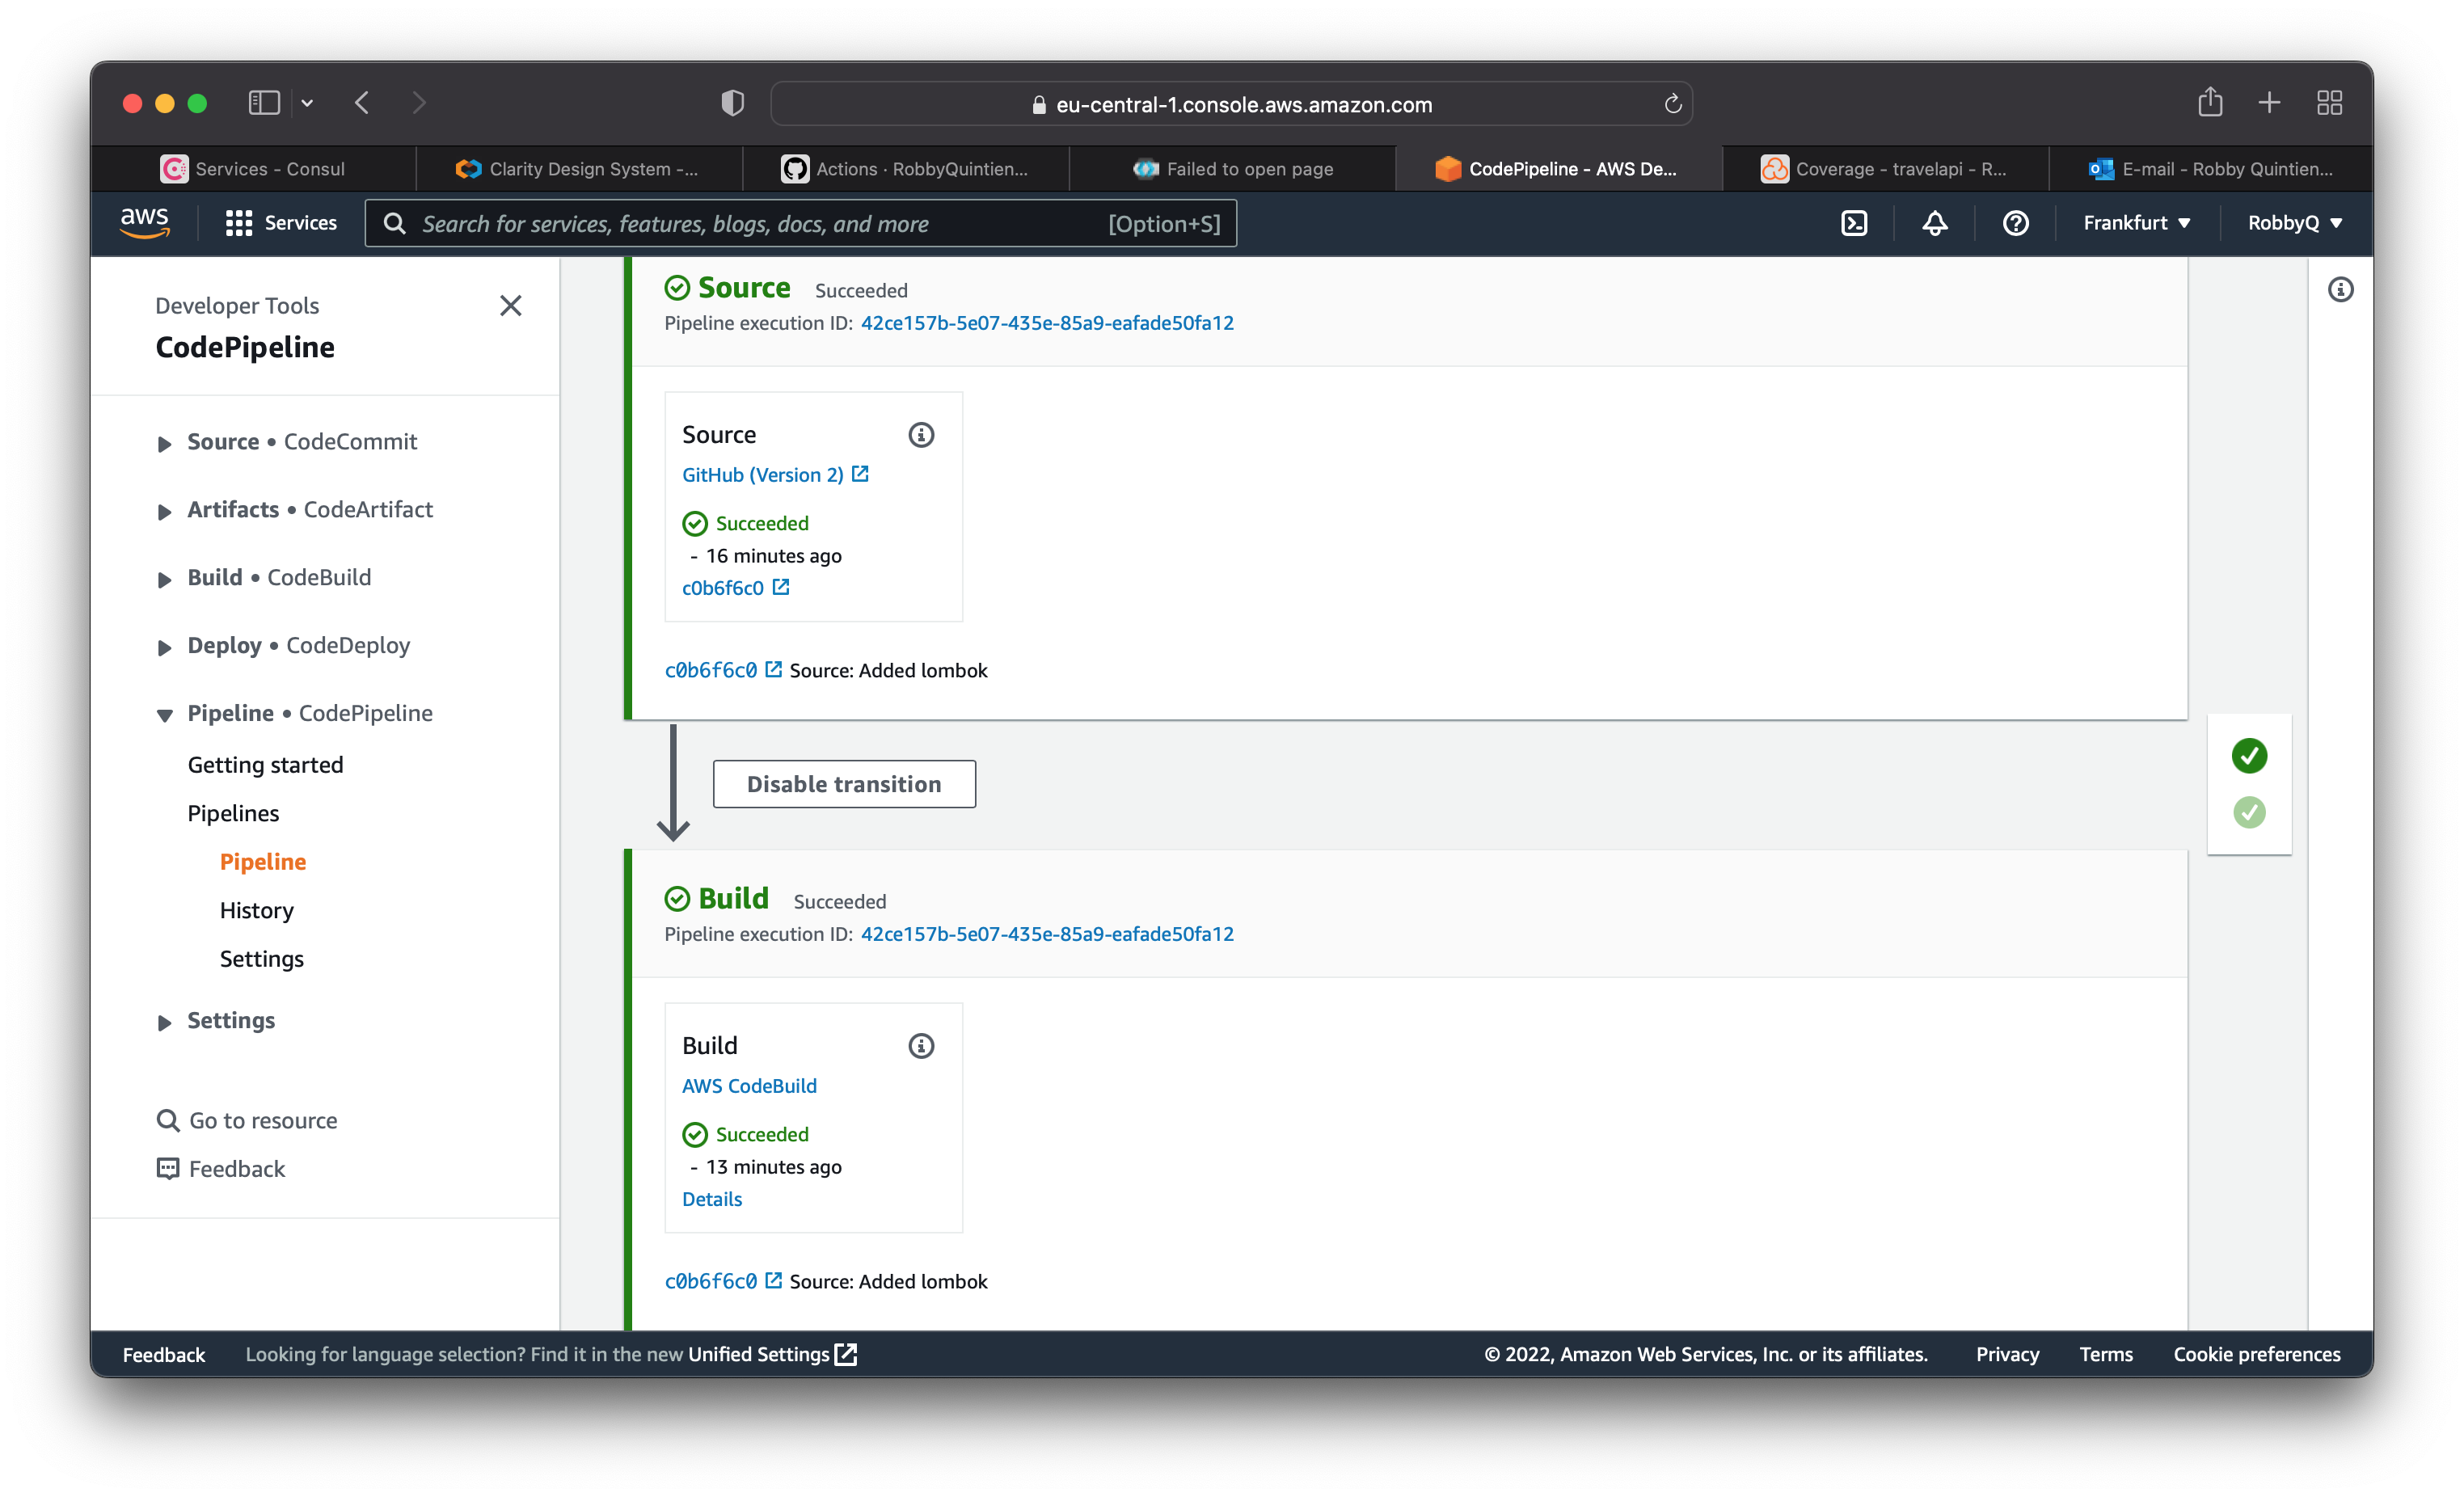 eu-central-1.console.aws.amazon.com
Services - Consul
Clarity Design System -...
Actions · RobbyQuintien...
Failed to open page
CodePipeline - AWS De...
Coverage - travelapi - R...
E-mail - Robby Quintien...
aws
Services
Search for services, features, blogs, docs, and more
[Option+S]
Frankfurt
RobbyQ
Developer Tools
CodePipeline
Source • CodeCommit
Artifacts • CodeArtifact
Build • CodeBuild
Deploy • CodeDeploy
Pipeline • CodePipeline
Getting started
Pipelines
Pipeline
History
Settings
Settings
Go to resource
Feedback
Source Succeeded
Pipeline execution ID: 42ce157b-5e07-435e-85a9-eafade50fa12
Source
GitHub (Version 2)
Succeeded
- 16 minutes ago
c0b6f6c0
c0b6f6c0 Source: Added lombok
Disable transition
Build Succeeded
Pipeline execution ID: 42ce157b-5e07-435e-85a9-eafade50fa12
Build
AWS CodeBuild
Succeeded
- 13 minutes ago
Details
c0b6f6c0 Source: Added lombok
Feedback
Looking for language selection? Find it in the new Unified Settings
© 2022, Amazon Web Services, Inc. or its affiliates.
Privacy
Terms
Cookie preferences